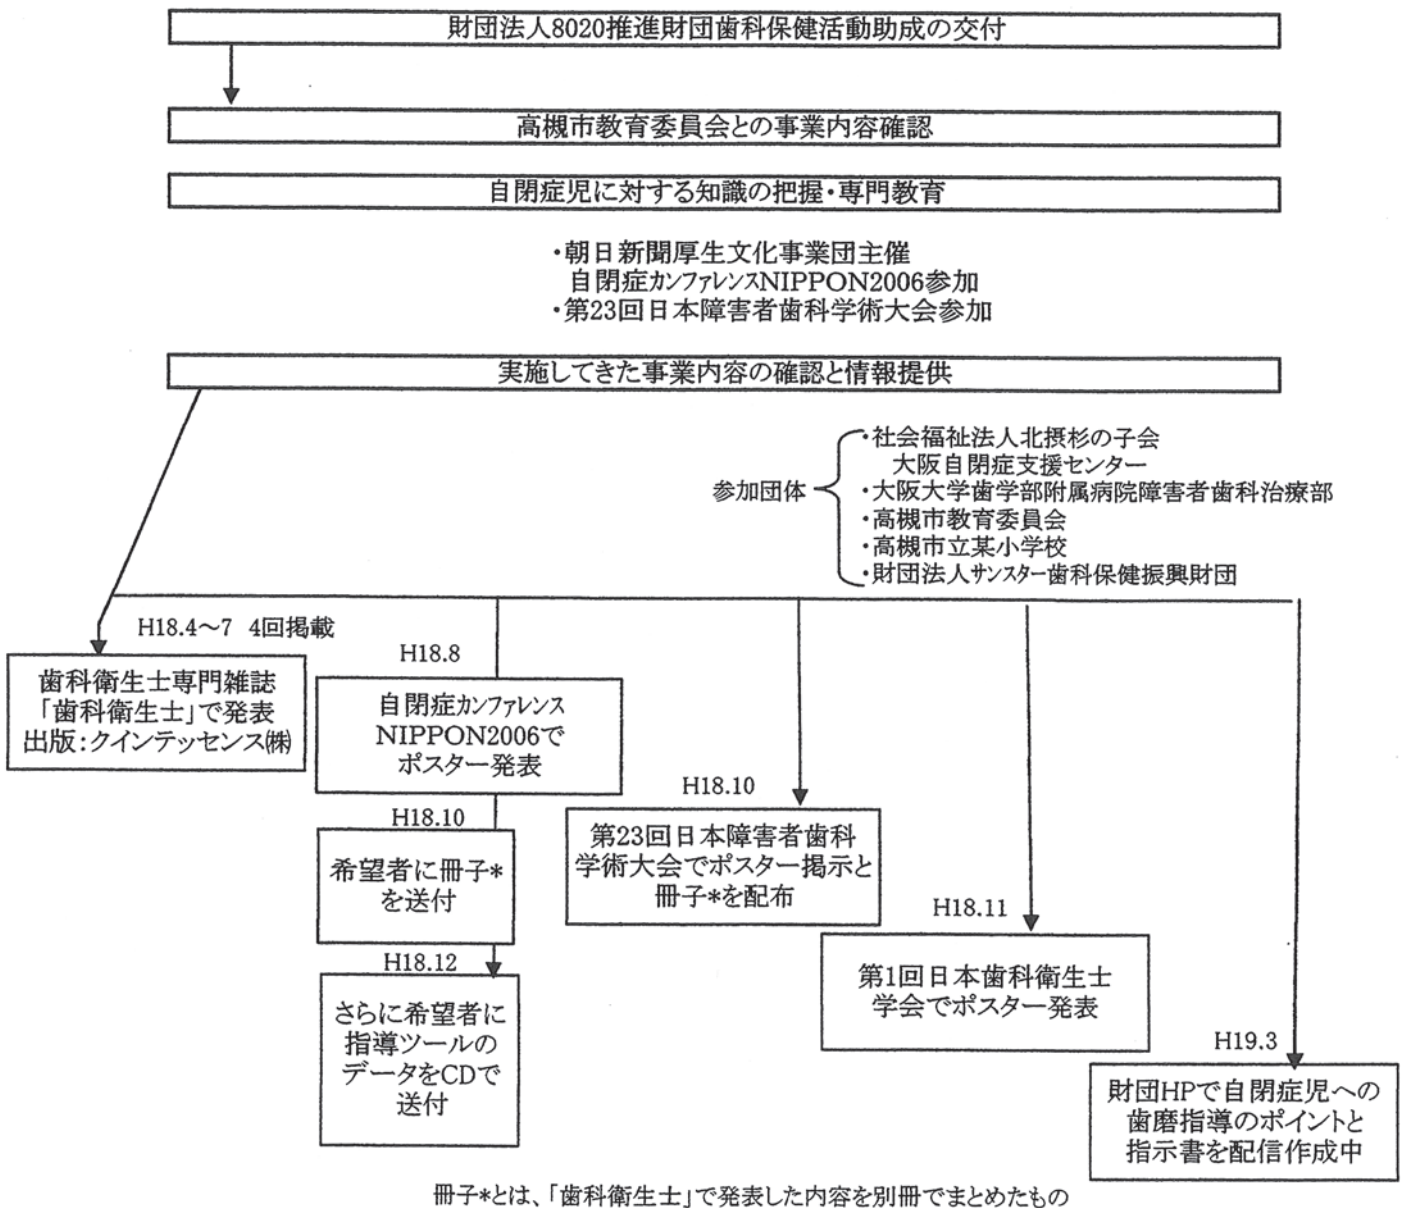 財団法人8020推進財団歯科保健活動助成の交付
高槻市教育委員会との事業内容確認
自閉症児に対する知識の把握・専門教育
・朝日新聞厚生文化事業団主催
自閉症カンファレンスNIPPON2006参加
・第23回日本障害者歯科学術大会参加
実施してきた事業内容の確認と情報提供
参加団体
・社会福祉法人北摂杉の子会
大阪自閉症支援センター
・大阪大学歯学部附属病院障害者歯科治療部
・高槻市教育委員会
・高槻市立某小学校
・財団法人サンスター歯科保健振興財団
H18.4～7 4回掲載
歯科衛生士専門雑誌
「歯科衛生士」で発表
出版：クインテッセンス㈱
H18.8
自閉症カンファレンス
NIPPON2006で
ポスター発表
H18.10
希望者に冊子*
を送付
H18.12
さらに希望者に
指導ツールの
データをCDで
送付
H18.10
第23回日本障害者歯科
学術大会でポスター掲示と
冊子*を配布
H18.11
第1回日本歯科衛生士
学会でポスター発表
H19.3
財団HPで自閉症児への
歯磨指導のポイントと
指示書を配信作成中
冊子*とは、「歯科衛生士」で発表した内容を別冊でまとめたもの